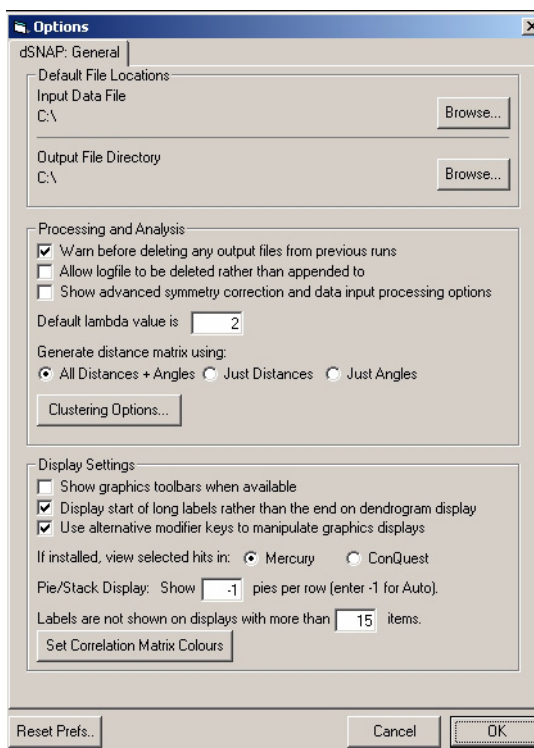 Options
dSNAP: General
Default File Locations
Input Data File
C:\
Browse...
Output File Directory
C:\
Browse...
Processing and Analysis
Warn before deleting any output files from previous runs
Allow logfile to be deleted rather than appended to
Show advanced symmetry correction and data input processing options
Default lambda value is 2
Generate distance matrix using:
All Distances + Angles Just Distances Just Angles
Clustering Options...
Display Settings
Show graphics toolbars when available
Display start of long labels rather than the end on dendrogram display
Use alternative modifier keys to manipulate graphics displays
If installed, view selected hits in: Mercury ConQuest
Pie/Stack Display: Show -1 pies per row (enter -1 for Auto).
Labels are not shown on displays with more than 15 items.
Set Correlation Matrix Colours
Reset Prefs.. Cancel OK